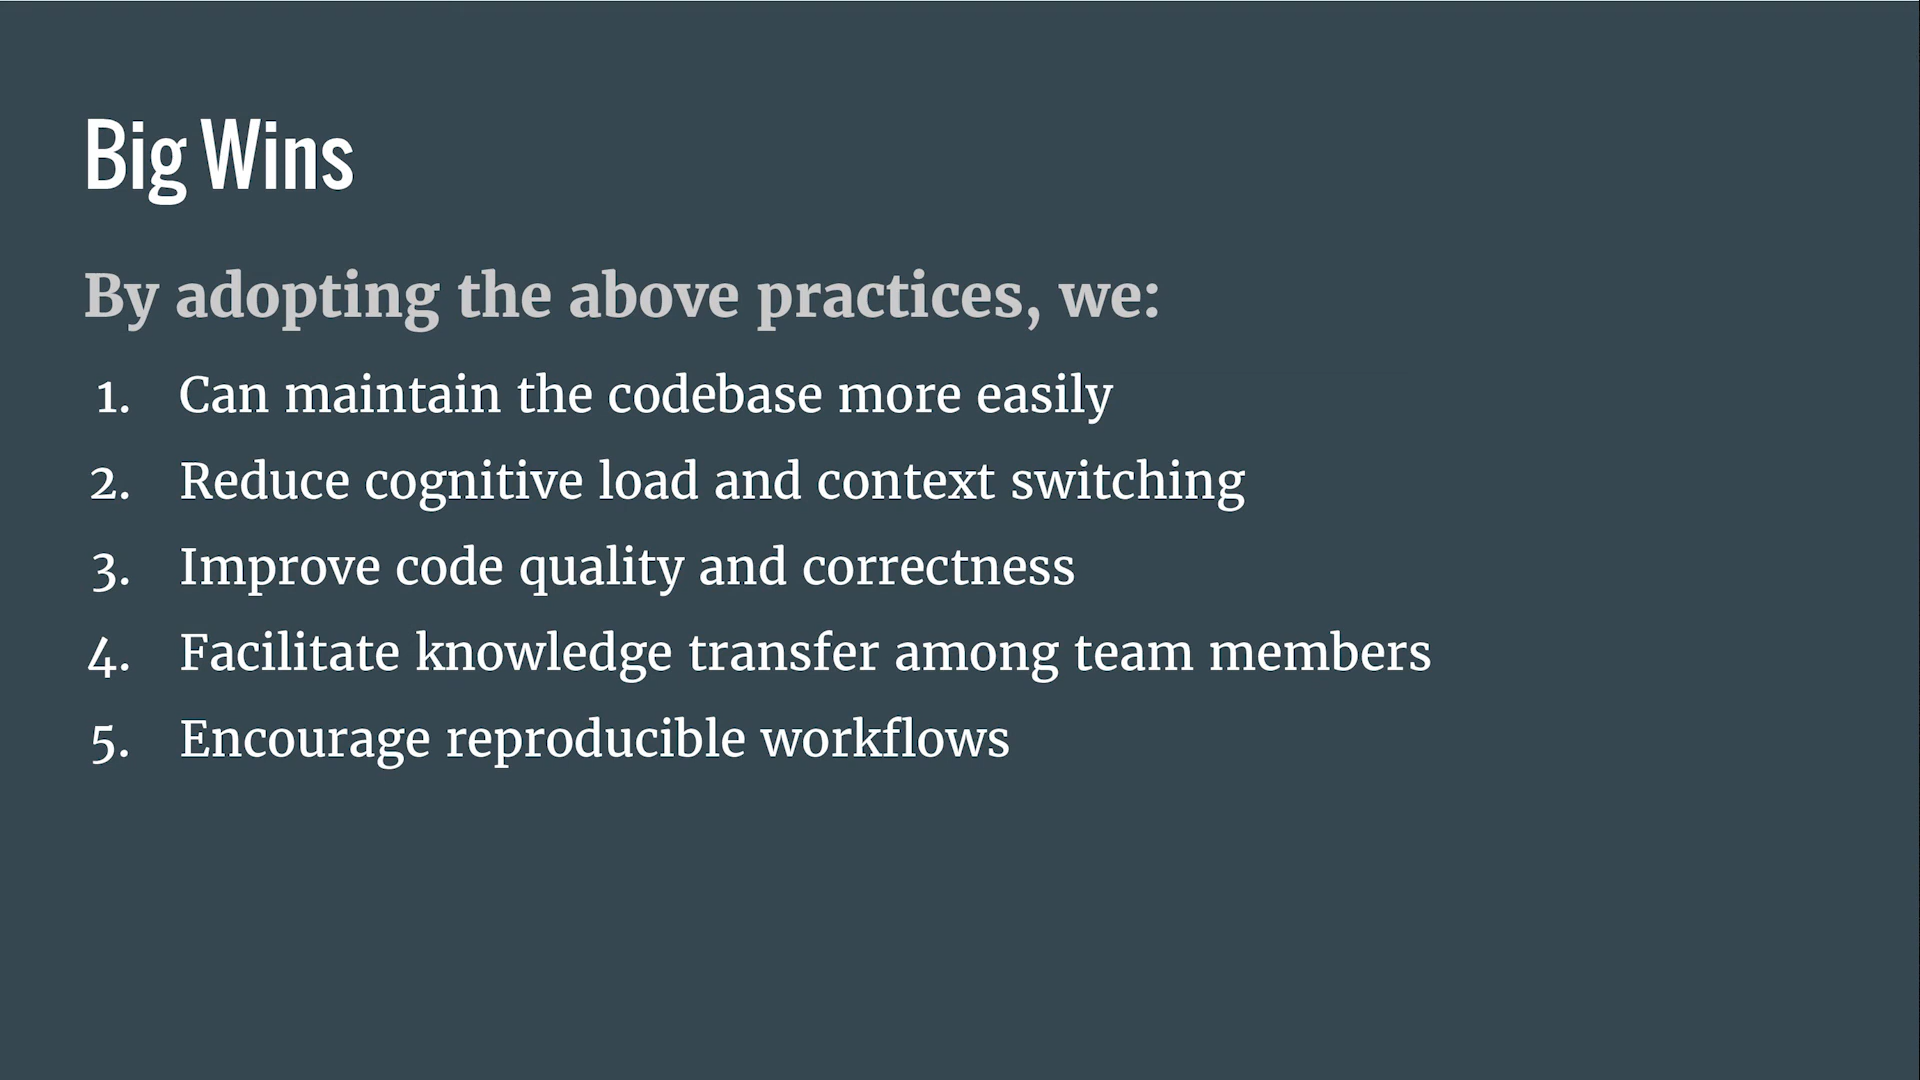 Big Wins
By adopting the above practices, we:
1. Can maintain the codebase more easily
2. Reduce cognitive load and context switching
3. Improve code quality and correctness
4. Facilitate knowledge transfer among team members
5. Encourage reproducible workflows